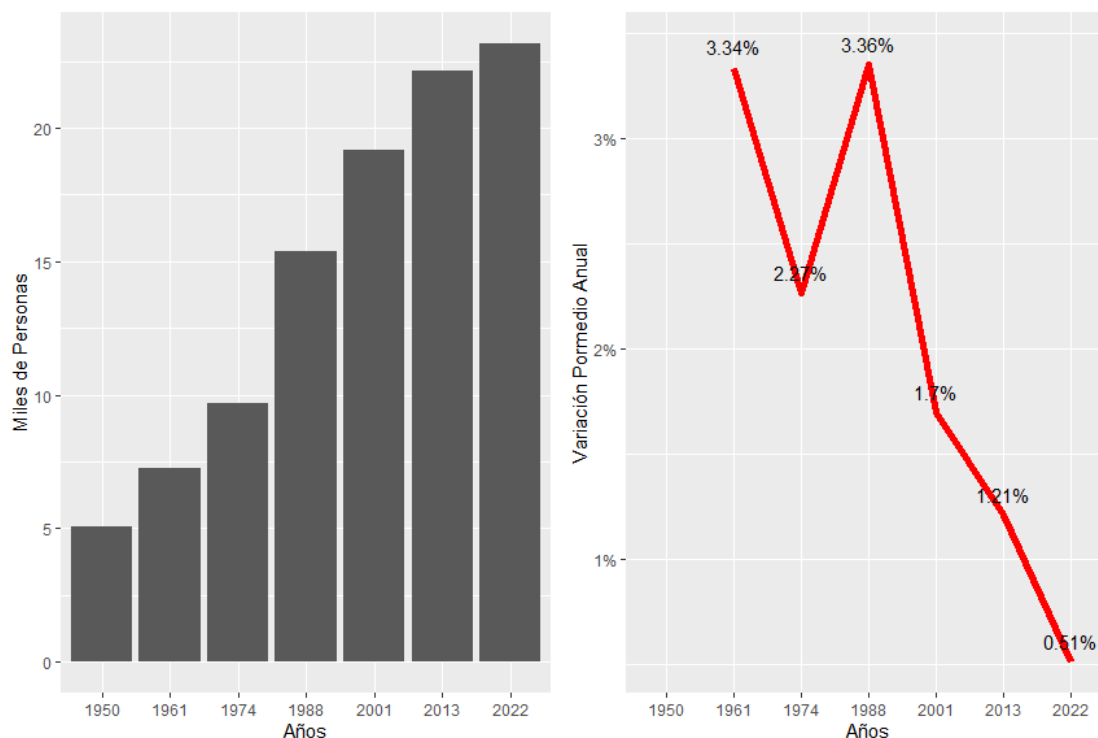 Miles de Personas
20
15
10
5
0
1950 1961 1974 1988 2001 2013 2022
Años
Variación Pormedio Anual
3%
2%
1%
3.34%
2.27%
3.36%
1.7%
1.21%
0.51%
1950 1961 1974 1988 2001 2013 2022
Años